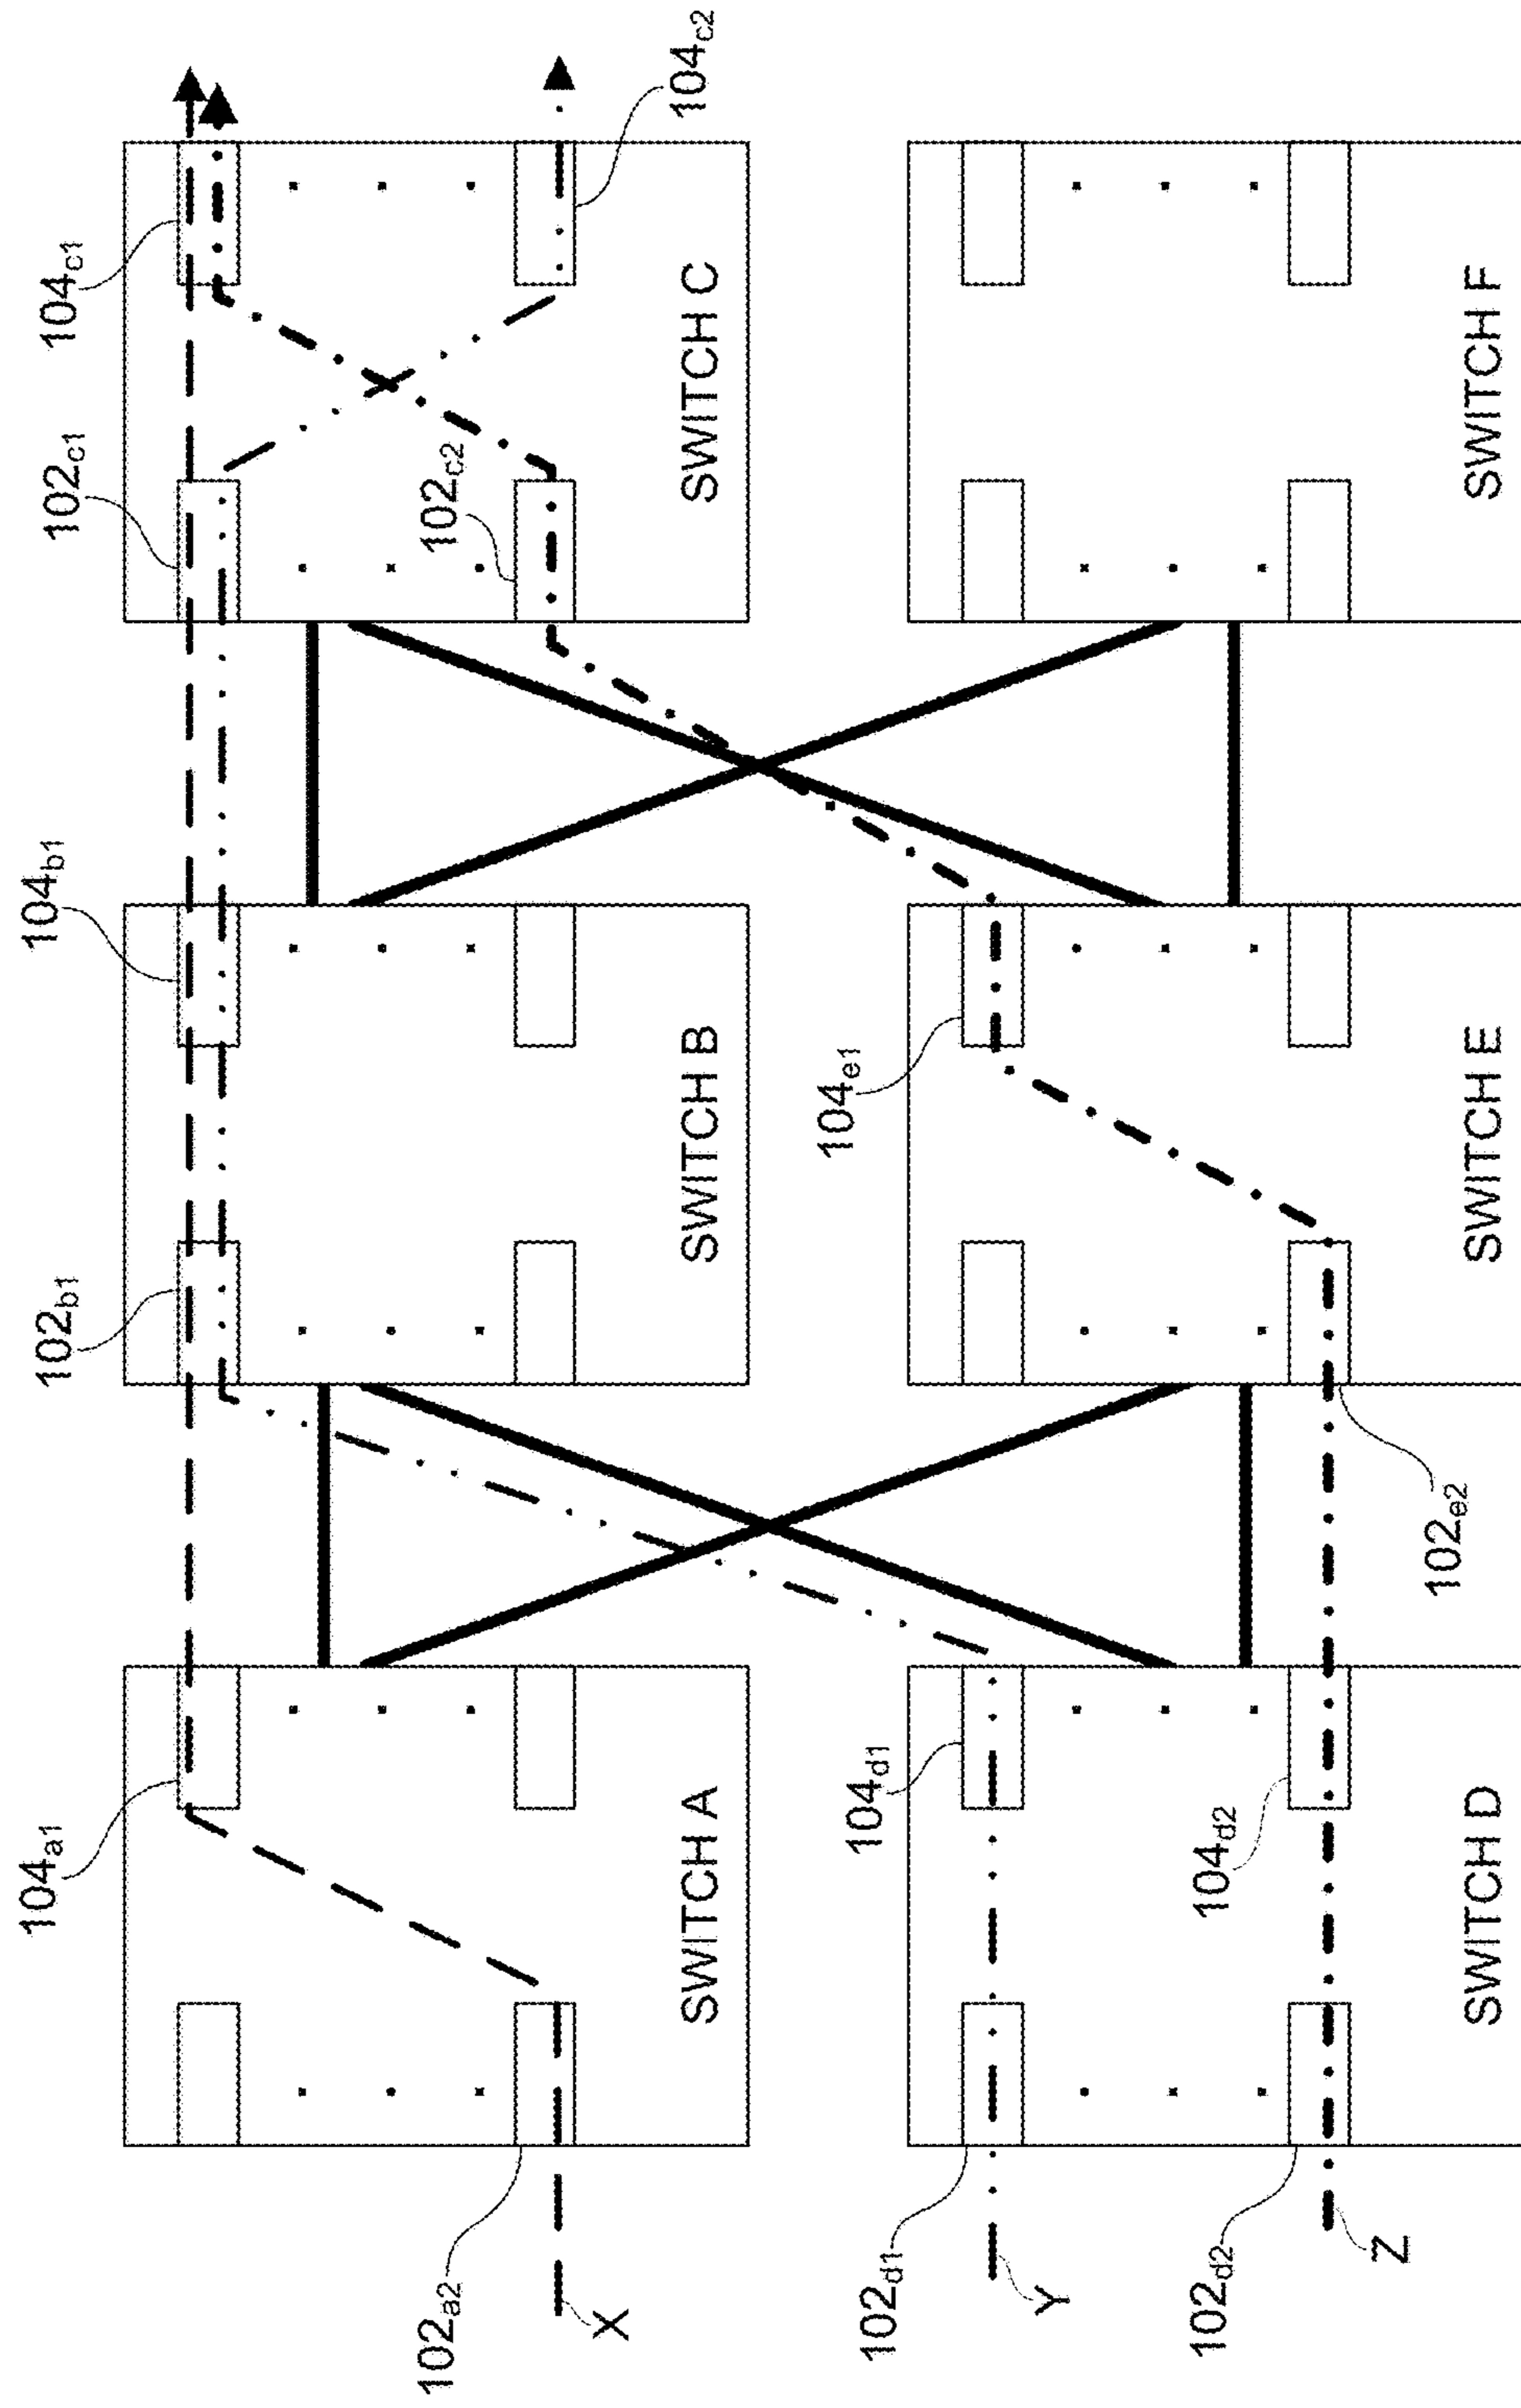 104c1
102c1
104b1
102b1
104a1
102c2
104c2
102a2
X
SWITCH C
SWITCH B
SWITCH A
104e1
104d1
102d1
Y
104d2
102d2
Z
102e2
SWITCH F
SWITCH E
SWITCH D